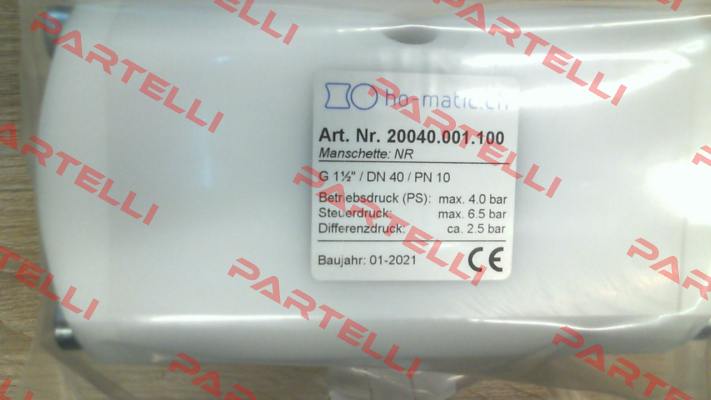 ho-matic.ch
Art. Nr. 20040.001.100
Manschette: NR
G 1½" / DN 40 / PN 10
Betriebsdruck (PS): max. 4.0 bar
Steuerdruck: max. 6.5 bar
Differenzdruck: ca. 2.5 bar
Baujahr: 01-2021 CE
PARTELLI
PARTELLI
PARTELLI
PARTELLI
PARTELLI
PARTELLI
PARTELLI
PARTELLI
PARTELLI